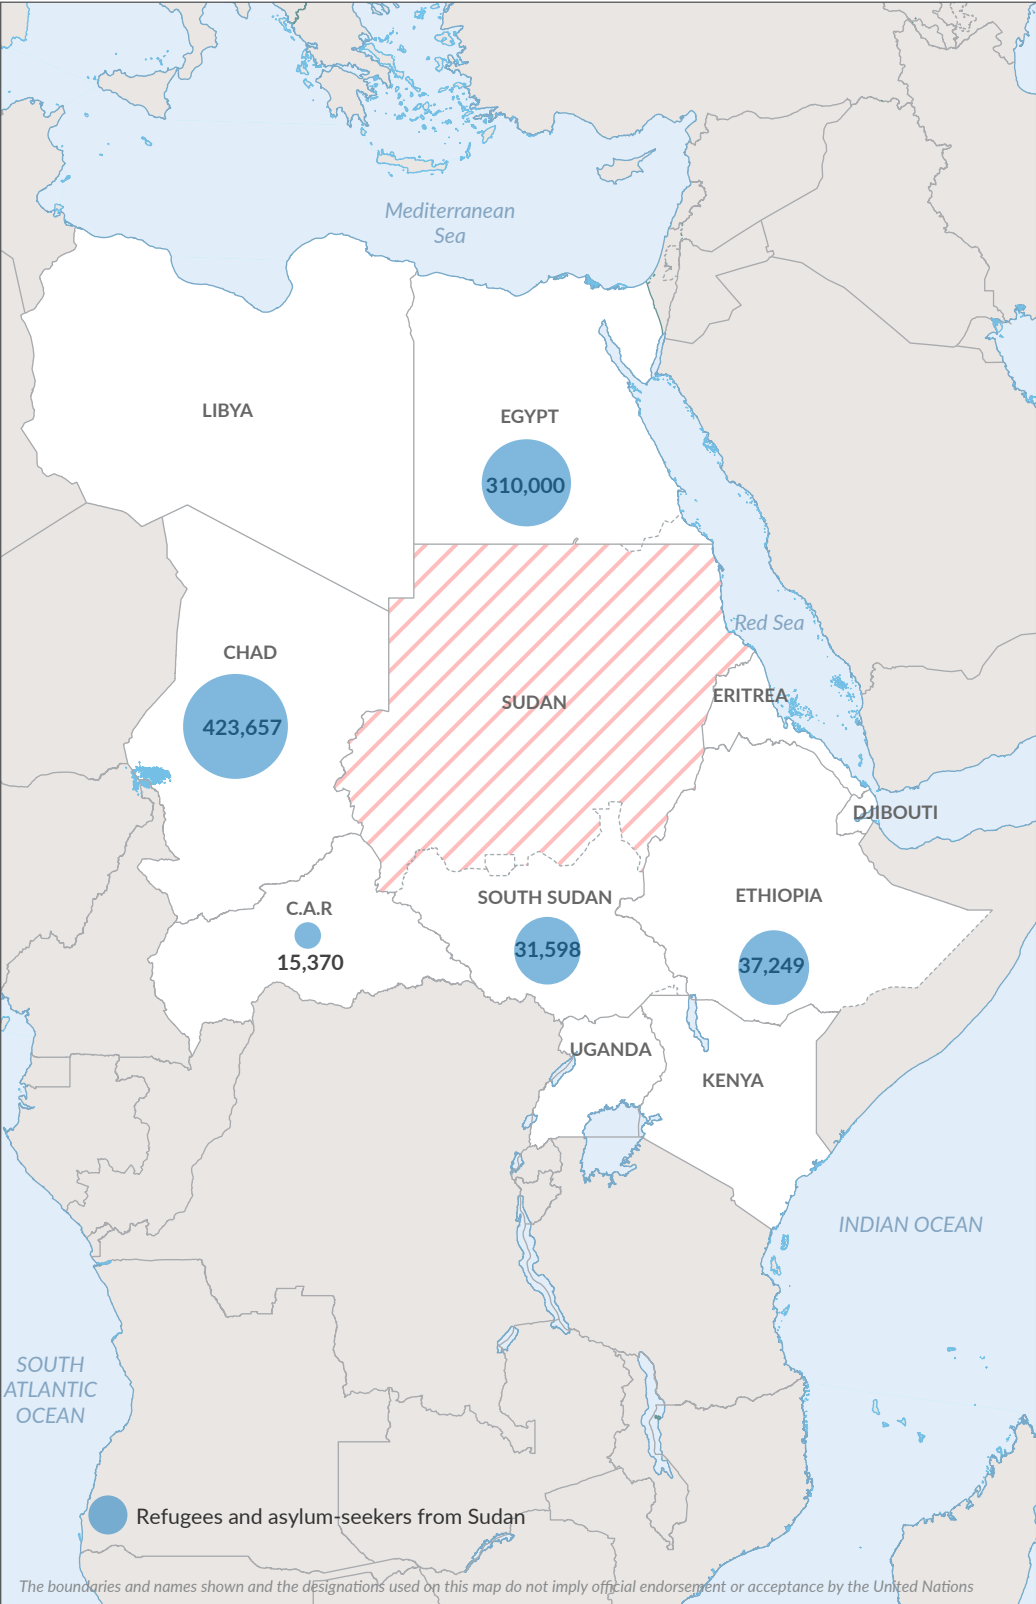 Mediterranean
Sea
LIBYA
EGYPT
310,000
Red Sea
CHAD
423,657
SUDAN
ERITREA
DJIBOUTI
SOUTH SUDAN
31,598
ETHIOPIA
37,249
C.A.R
15,370
UGANDA
KENYA
INDIAN OCEAN
SOUTH
ATLANTIC
OCEAN
Refugees and asylum-seekers from Sudan
The boundaries and names shown and the designations used on this map do not imply official endorsement or acceptance by the United Nations